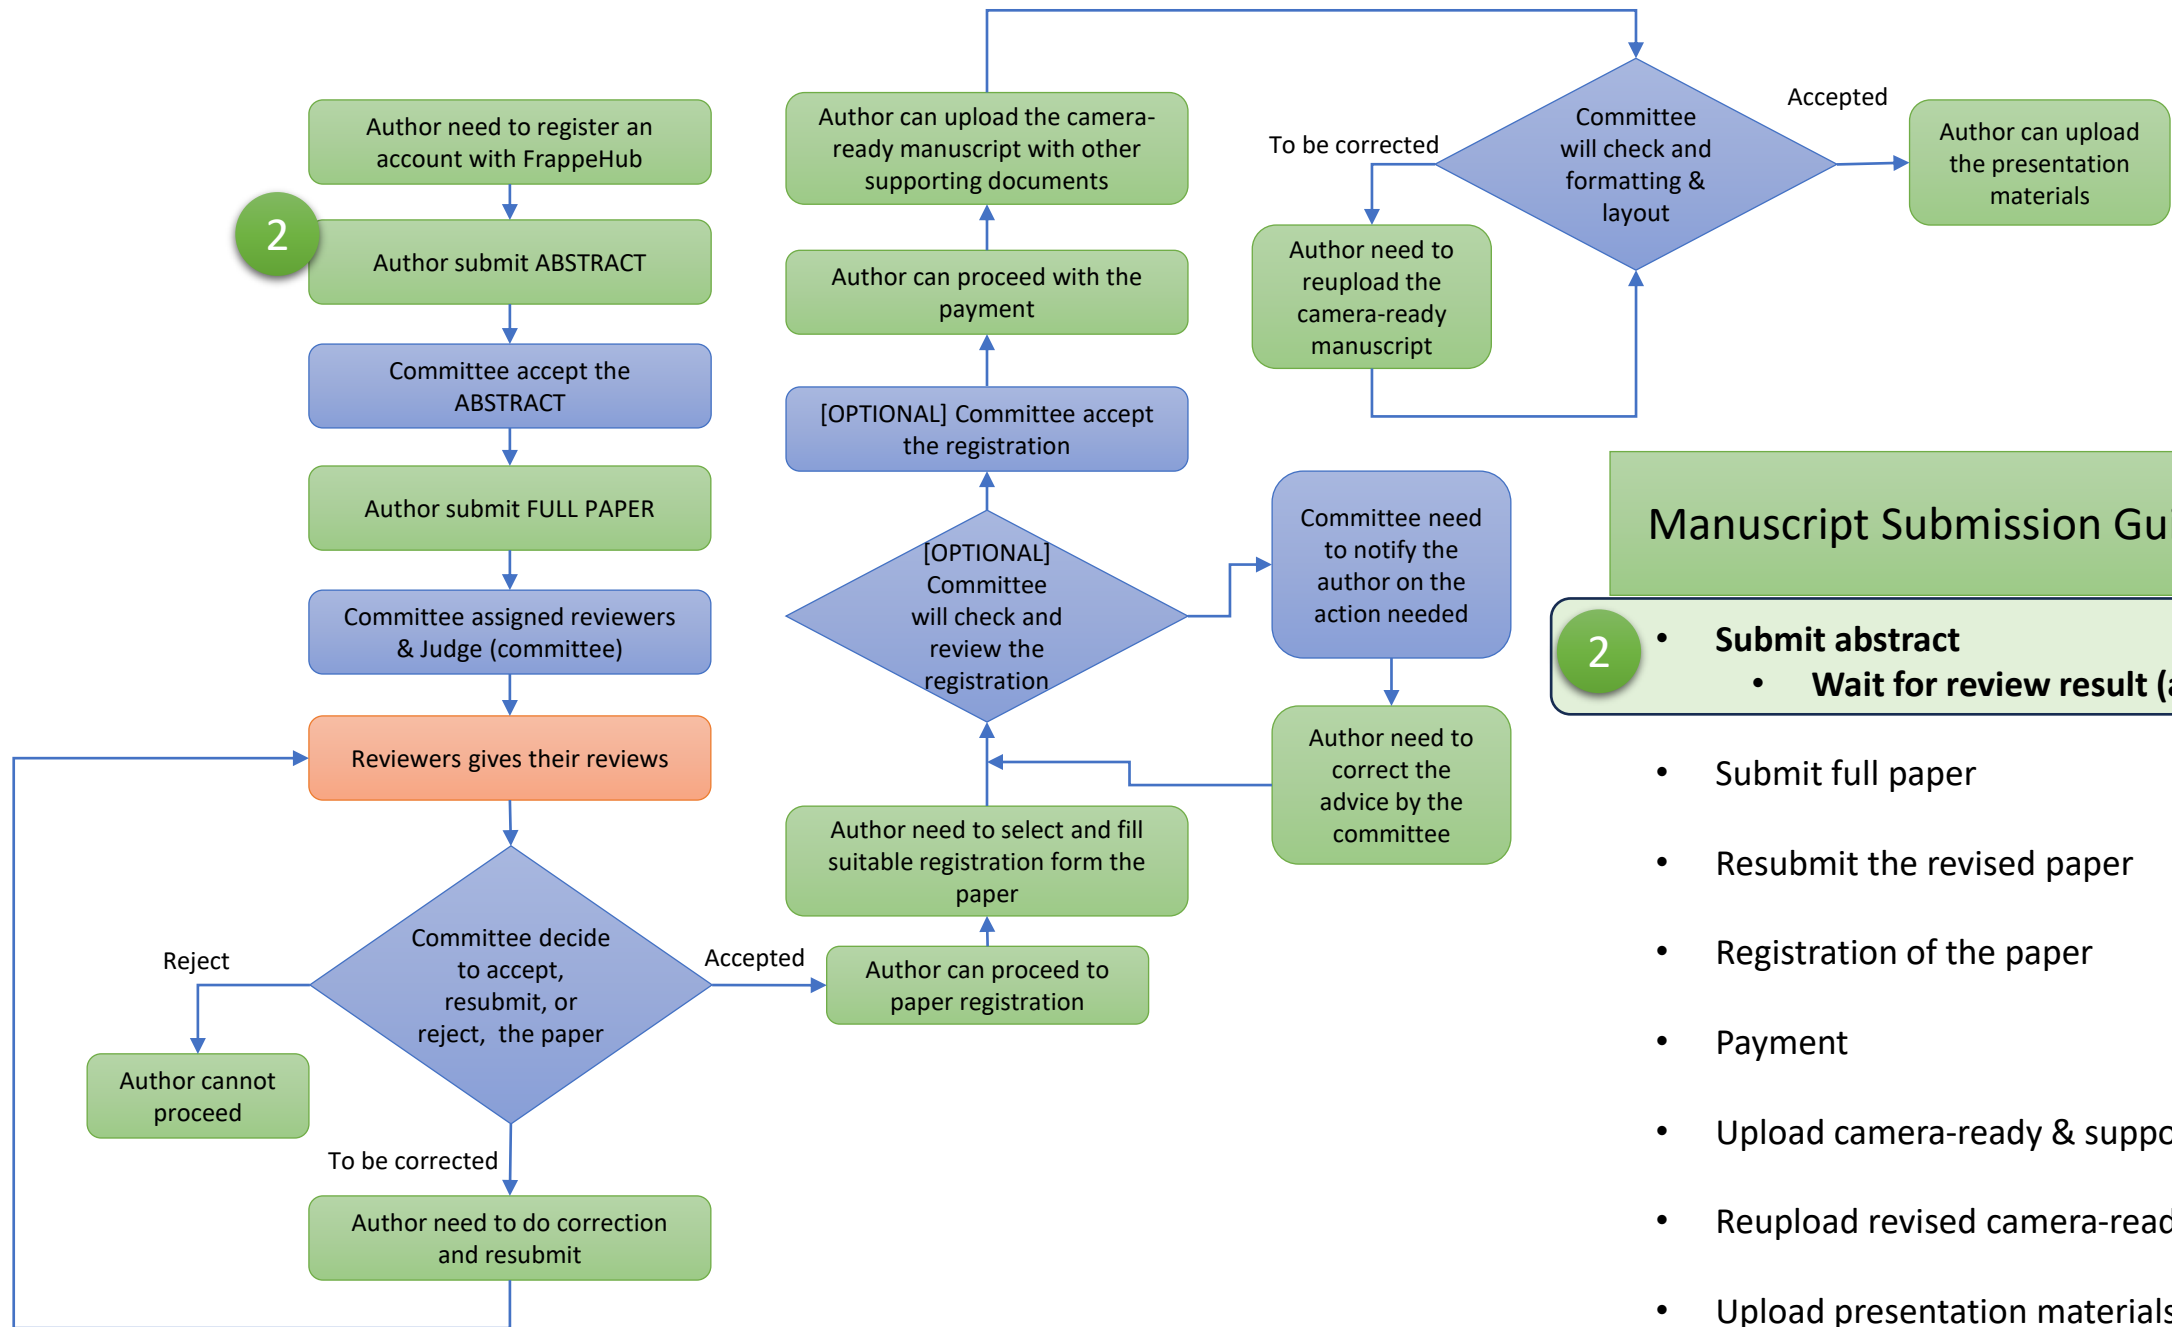 Author need to register an
account with FrappeHub
2
Author submit ABSTRACT
Committee accept the
ABSTRACT
Author submit FULL PAPER
Committee assigned reviewers
& Judge (committee)
Reviewers gives their reviews
Committee decide
to accept,
resubmit, or
reject, the paper
Reject
Author cannot
proceed
To be corrected
Author need to do correction
and resubmit
Accepted
Author can proceed to
paper registration
Author need to select and fill
suitable registration form the
paper
[OPTIONAL]
Committee
will check and
review the
registration
Committee need
to notify the
author on the
action needed
Author need to
correct the
advice by the
committee
[OPTIONAL] Committee accept
the registration
Author can proceed with the
payment
Author can upload the camera-
ready manuscript with other
supporting documents
Committee
will check and
formatting &
layout
To be corrected
Author need to
reupload the
camera-ready
manuscript
Accepted
Author can upload
the presentation
materials
Manuscript Submission Gui
2
• Submit abstract
• Wait for review result (a
• Submit full paper
• Resubmit the revised paper
• Registration of the paper
• Payment
• Upload camera-ready & suppo
• Reupload revised camera-read
• Upload presentation materials